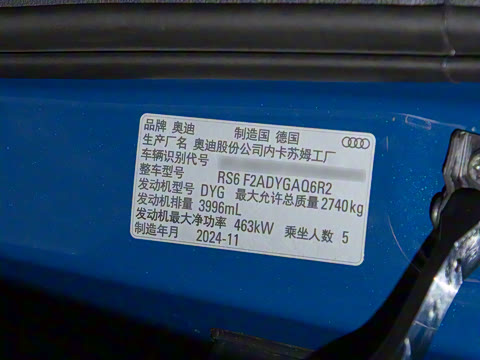 品牌 奥迪 制造国 德国
生产厂名 奥迪股份公司内卡苏姆工厂
车辆识别代号
整车型号 RS6 F2ADYGAQ6R2
发动机型号 DYG 最大允许总质量 2740kg
发动机排量 3996mL
发动机最大净功率 463kW 乘坐人数 5
制造年月 2024-11